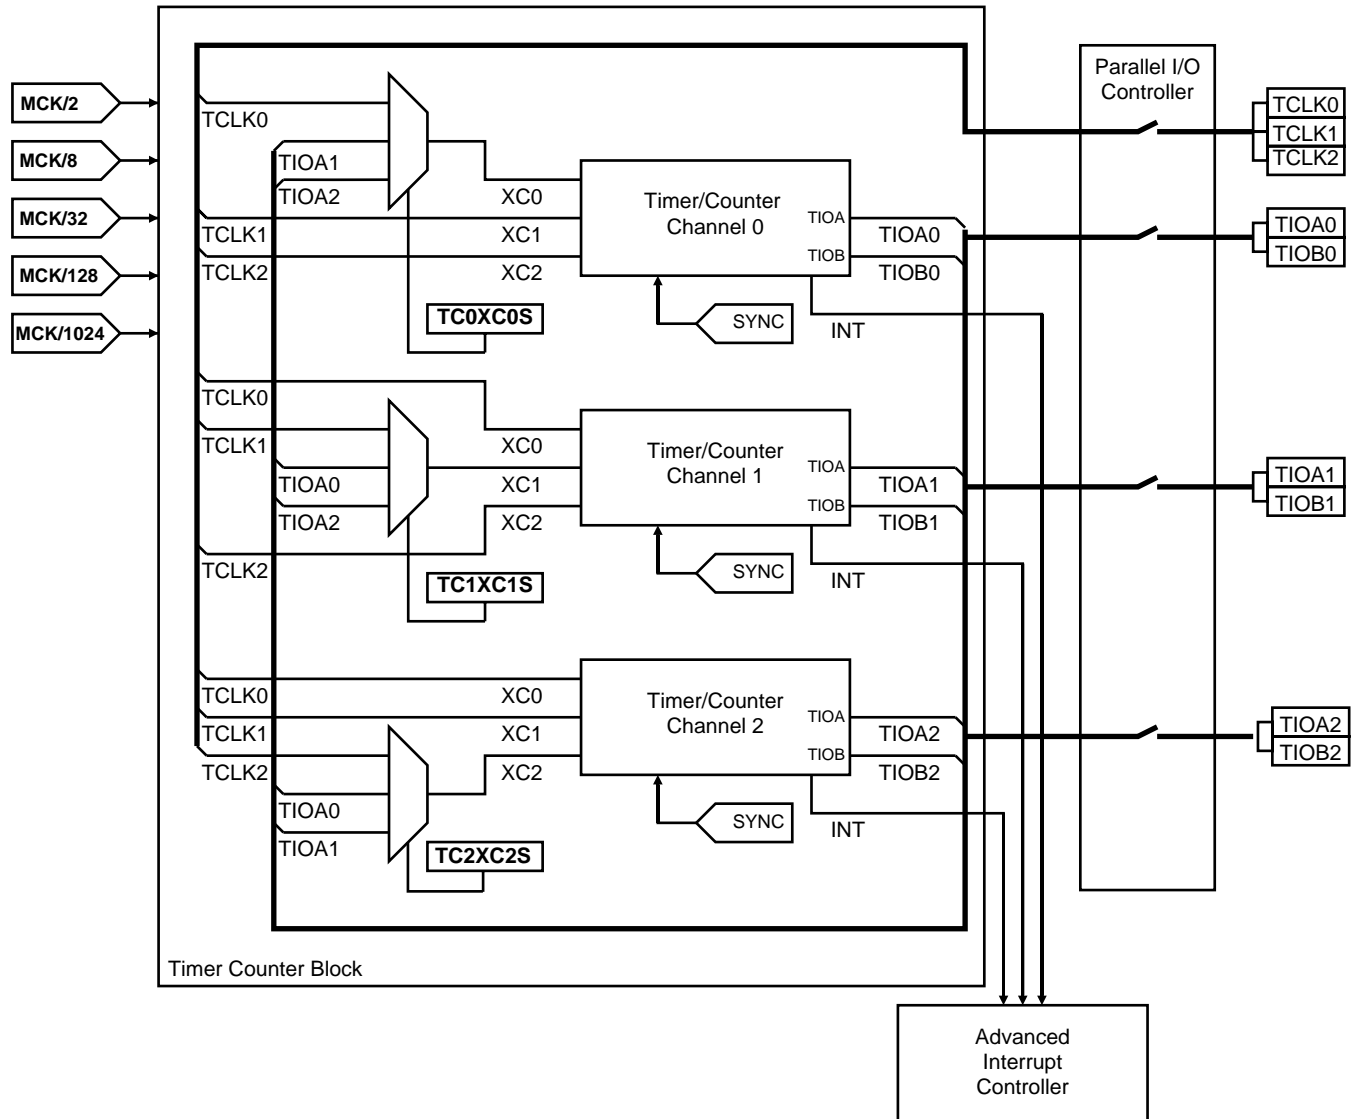 MCK/2
MCK/8
MCK/32
MCK/128
MCK/1024
TCLK0
TIOA1
TIOA2
TCLK1
TCLK2
XC0
XC1
XC2
TC0XC0S
Timer/Counter
Channel 0
TIOA
TIOB
TIOA0
TIOB0
SYNC
INT
TCLK0
TCLK1
TIOA0
TIOA2
TCLK2
XC0
XC1
XC2
TC1XC1S
Timer/Counter
Channel 1
TIOA
TIOB
TIOA1
TIOB1
SYNC
INT
TCLK0
TCLK1
TCLK2
TIOA0
TIOA1
XC0
XC1
XC2
TC2XC2S
Timer/Counter
Channel 2
TIOA
TIOB
TIOA2
TIOB2
SYNC
INT
Timer Counter Block
Parallel I/O
Controller
TCLK0
TCLK1
TCLK2
TIOA0
TIOB0
TIOA1
TIOB1
TIOA2
TIOB2
Advanced
Interrupt
Controller